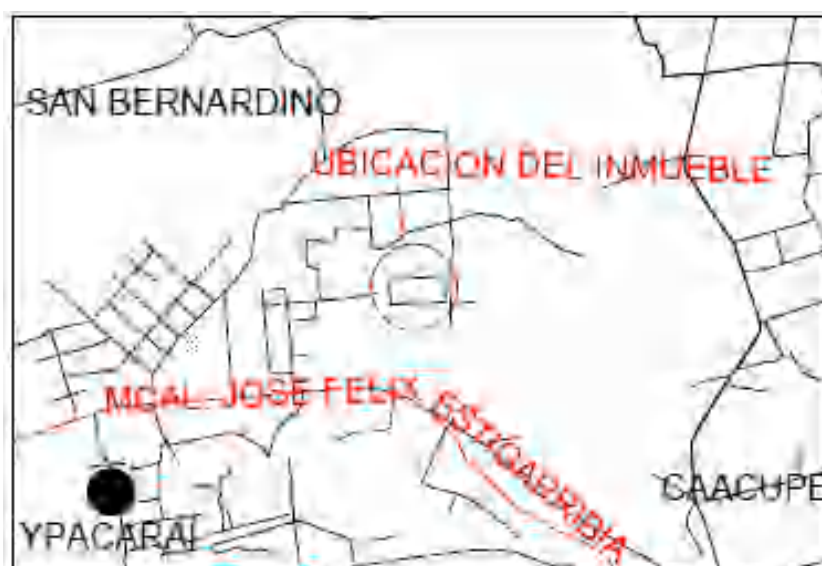 SAN BERNARDINO
UBICACION DEL INMUEBLE
MCAL JOSE FELIX ESTIGARRIBIA
CAACUPE
YPACARAI